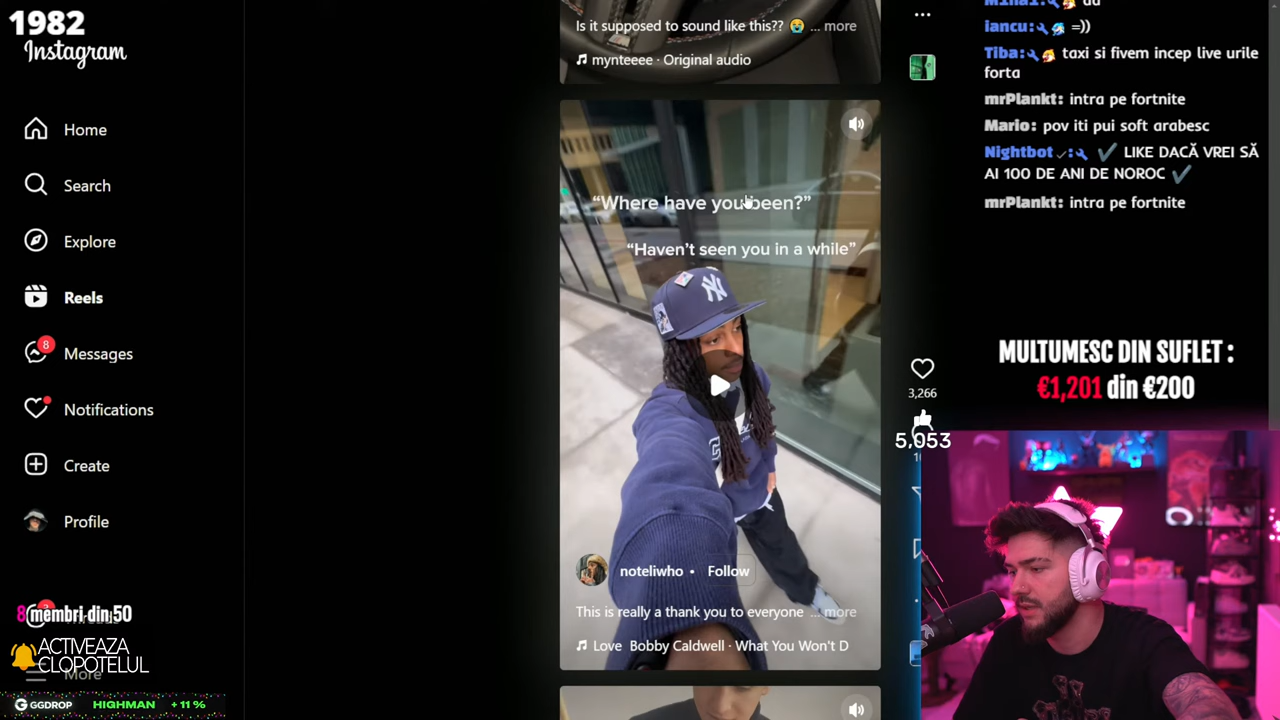 1982
Instagram
Home
Search
Explore
Reels
8
Messages
Notifications
Create
Profile
8 membri din 50
ACTIVEAZA
CLOPOTELUL
More
GGDROP HIGHMAN +11 %
Is it supposed to sound like this?? 😭 ... more
mynteeee · Original audio
“Where have you been?”
“Haven’t seen you in a while”
NY
noteliwho • Follow
This is really a thank you to everyone ... more
Love Bobby Caldwell · What You Won't D
3,266
5,053
iancu: =))
Tiba: taxi si fivem incep live urile
forta
mrPlankt: intra pe fortnite
Mario: pov iti pui soft arabesc
Nightbot ✓: ✔ LIKE DACĂ VREI SĂ
AI 100 DE ANI DE NOROC ✔
mrPlankt: intra pe fortnite
MULTUMESC DIN SUFLET :
€1,201 din €200